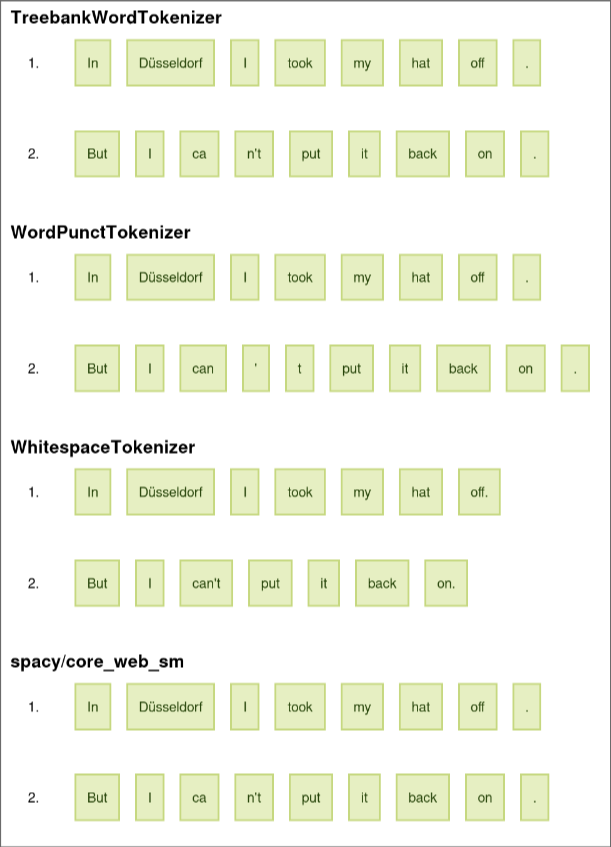 TreebankWordTokenizer
1. In Düsseldorf I took my hat off .
2. But I ca n't put it back on .
WordPunctTokenizer
1. In Düsseldorf I took my hat off .
2. But I can ' t put it back on .
WhitespaceTokenizer
1. In Düsseldorf I took my hat off.
2. But I can't put it back on.
spacy/core_web_sm
1. In Düsseldorf I took my hat off .
2. But I ca n't put it back on .